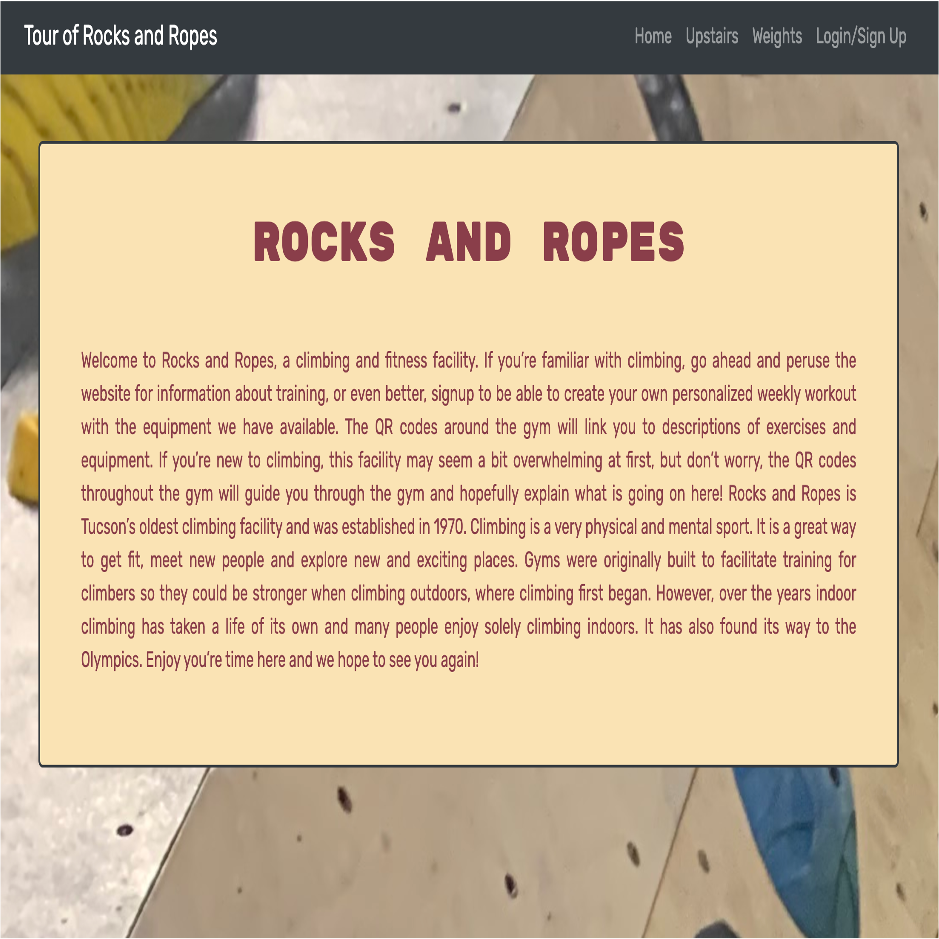 Tour of Rocks and Ropes
Home Upstairs Weights Login/Sign Up
ROCKS AND ROPES
Welcome to Rocks and Ropes, a climbing and fitness facility. If you're familiar with climbing, go ahead and peruse the
website for information about training, or even better, signup to be able to create your own personalized weekly workout
with the equipment we have available. The QR codes around the gym will link you to descriptions of exercises and
equipment. If you're new to climbing, this facility may seem a bit overwhelming at first, but don't worry, the QR codes
throughout the gym will guide you through the gym and hopefully explain what is going on here! Rocks and Ropes is
Tucson's oldest climbing facility and was established in 1970. Climbing is a very physical and mental sport. It is a great way
to get fit, meet new people and explore new and exciting places. Gyms were originally built to facilitate training for
climbers so they could be stronger when climbing outdoors, where climbing first began. However, over the years indoor
climbing has taken a life of its own and many people enjoy solely climbing indoors. It has also found its way to the
Olympics. Enjoy you're time here and we hope to see you again!